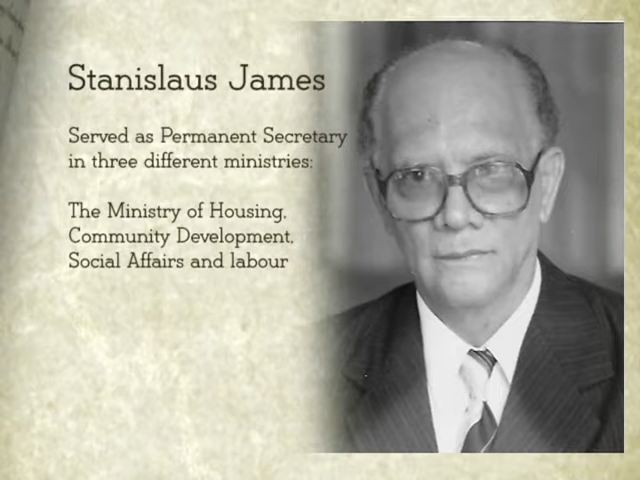 Stanislaus James
Served as Permanent Secretary
in three different ministries:
The Ministry of Housing,
Community Development,
Social Affairs and labour